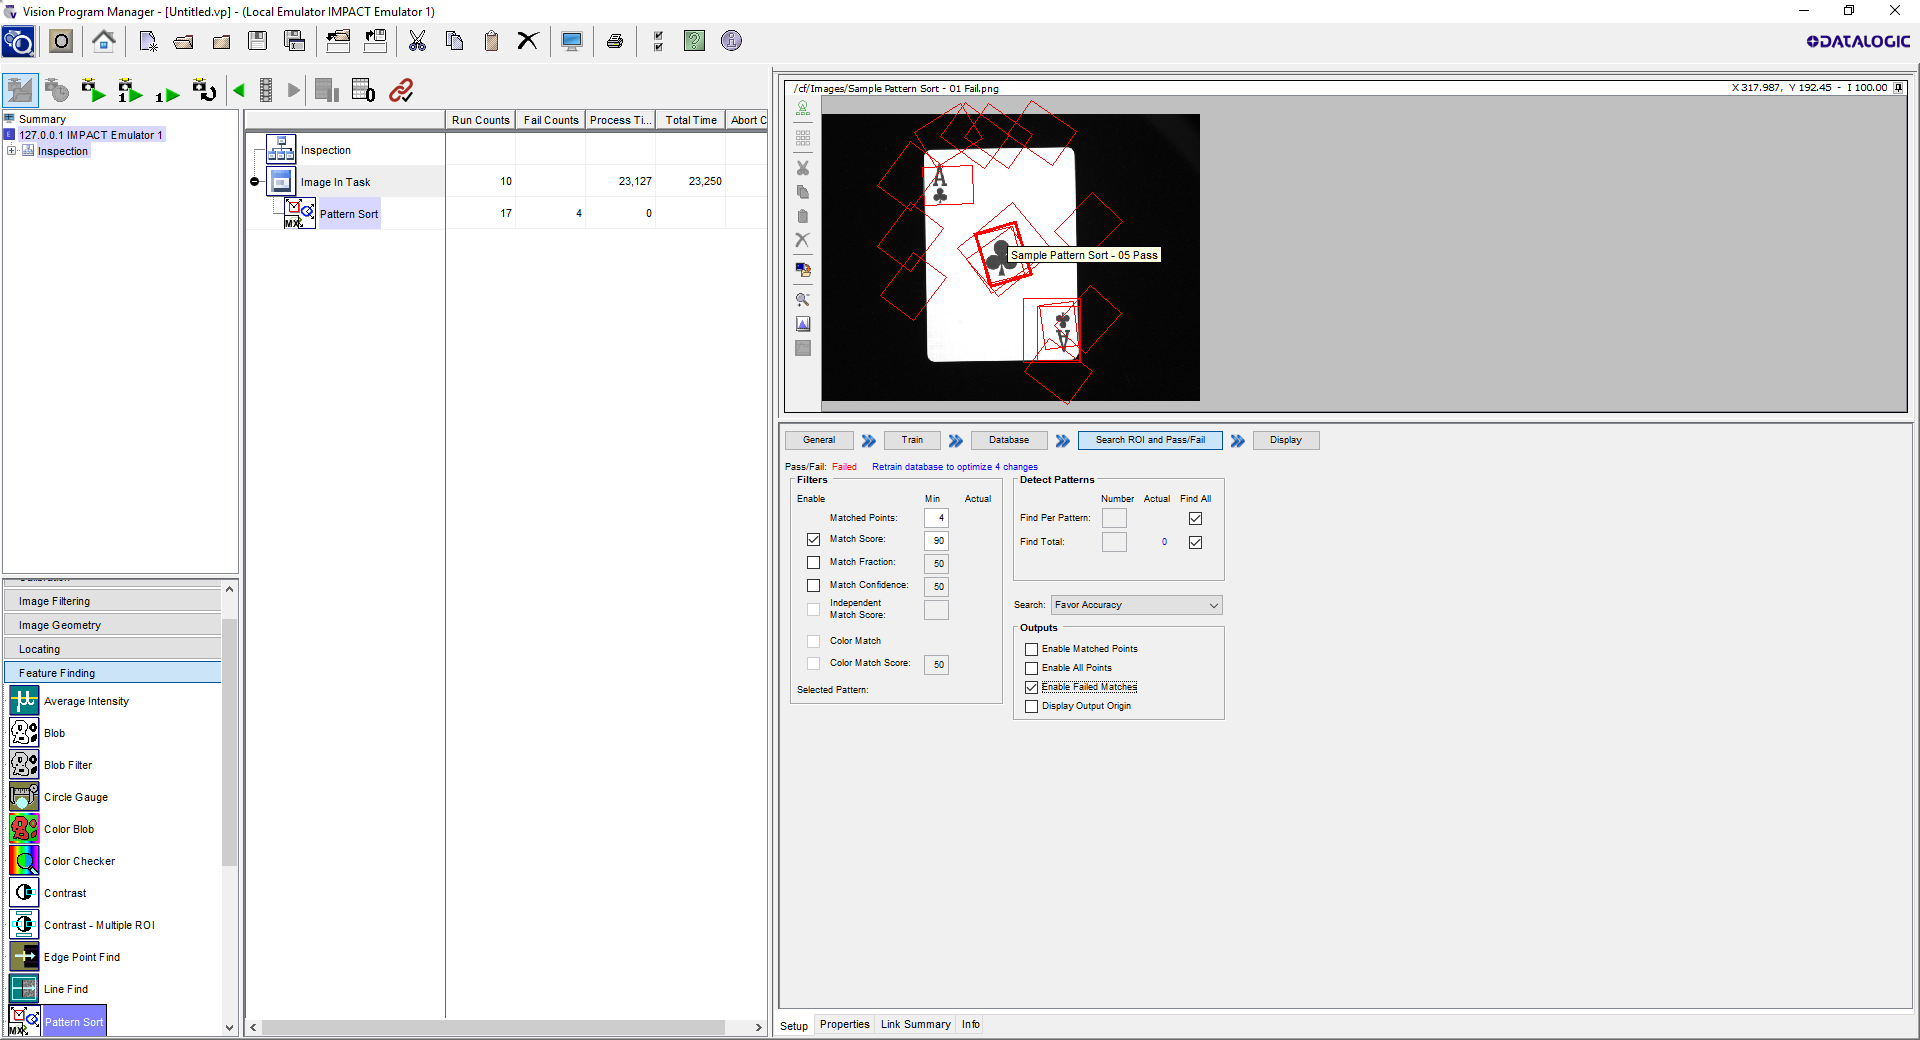 Vision Program Manager - [Untitled.vp] - (Local Emulator IMPACT Emulator 1)
DATALOGIC
Summary
127.0.0.1 IMPACT Emulator 1
Inspection
Image Filtering
Image Geometry
Locating
Feature Finding
Average Intensity
Blob
Blob Filter
Circle Gauge
Color Blob
Color Checker
Contrast
Contrast - Multiple ROI
Edge Point Find
Line Find
Pattern Sort
Run Counts Fail Counts Process Ti... Total Time Abort C
Inspection
Image In Task 10 23,127 23,250
Pattern Sort 17 4 0
/cf/Images/Sample Pattern Sort - 01 Fail.png X 317.987, Y 192.45 - I 100.00
A
Sample Pattern Sort - 05 Pass
A
General Train Database Search ROI and Pass/Fail Display
Pass/Fail: Failed Retrain database to optimize 4 changes
Filters
Enable Min Actual
Matched Points: 4
Match Score: 90
Match Fraction: 50
Match Confidence: 50
Independent
Match Score:
Color Match
Color Match Score: 50
Selected Pattern:
Detect Patterns
Number Actual Find All
Find Per Pattern:
Find Total: 0
Search: Favor Accuracy
Outputs
Enable Matched Points
Enable All Points
Enable Failed Matches
Display Output Origin
Setup Properties Link Summary Info